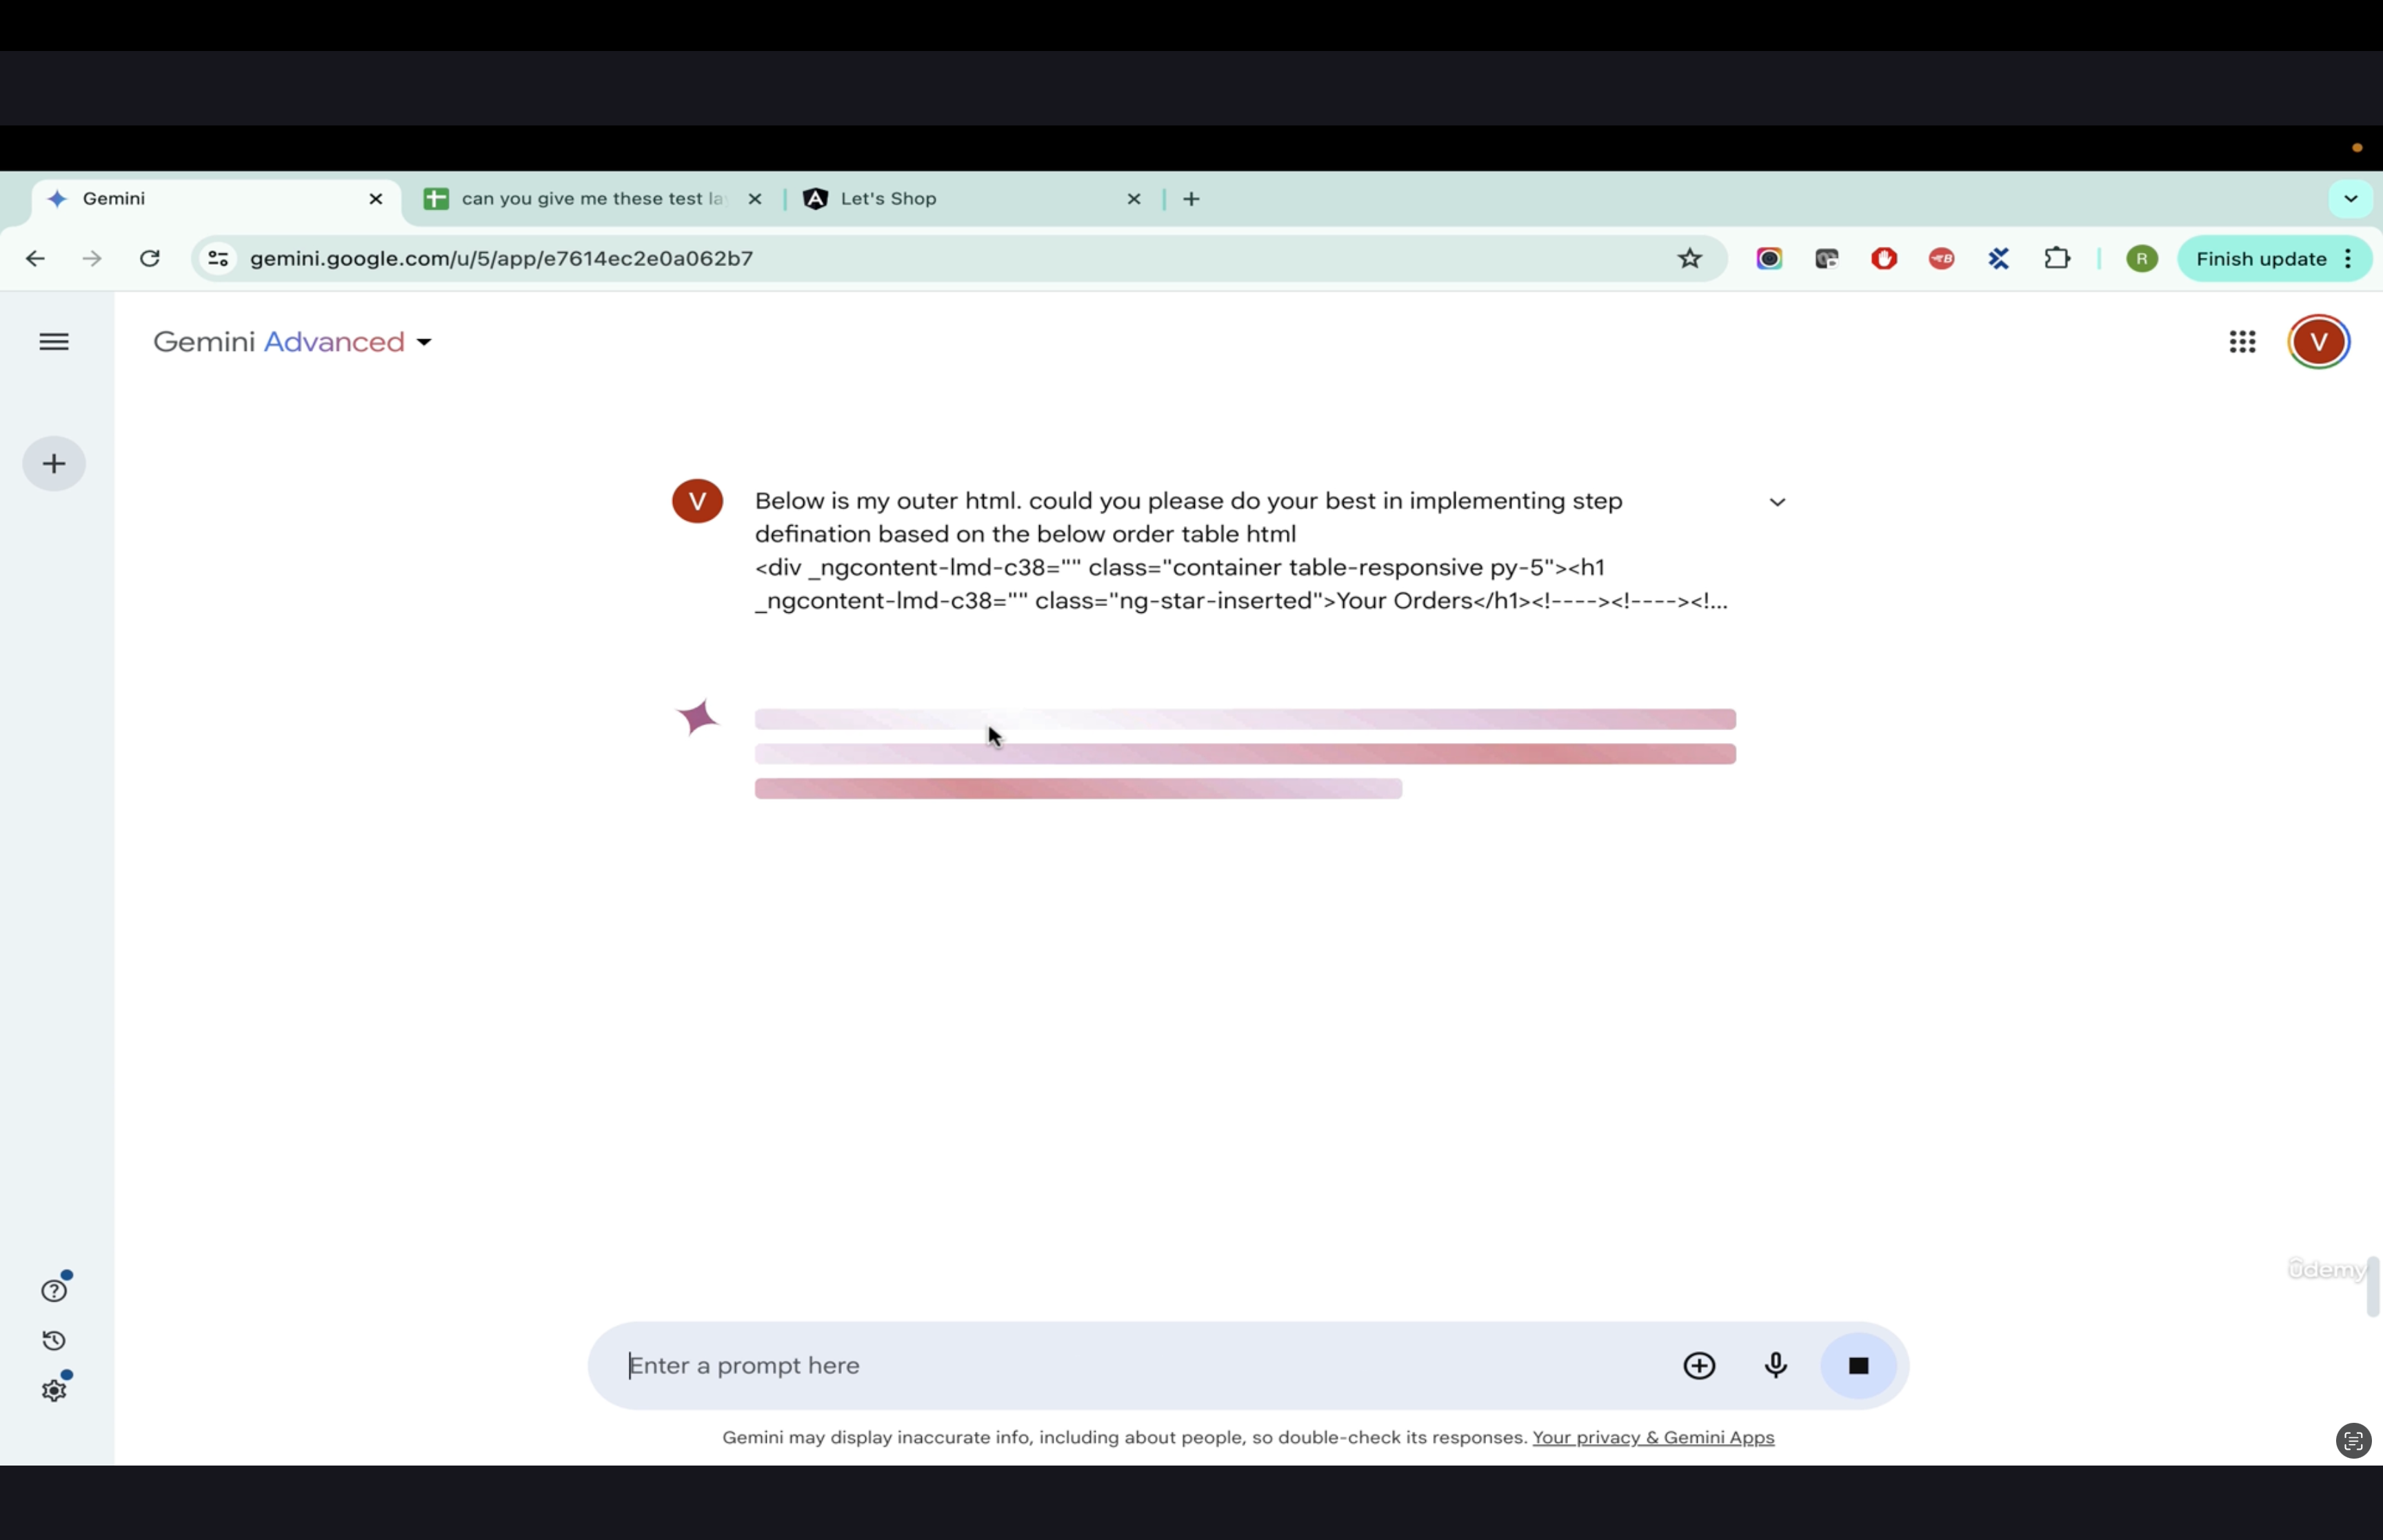 Gemini
can you give me these test la
Let's Shop
gemini.google.com/u/5/app/e7614ec2e0a062b7
R
Finish update
Gemini Advanced
V
V
Below is my outer html. could you please do your best in implementing step
defination based on the below order table html
<div _ngcontent-lmd-c38="" class="container table-responsive py-5"><h1
_ngcontent-lmd-c38="" class="ng-star-inserted">Your Orders</h1><!----><!----><!...
ûdemy
Enter a prompt here
Gemini may display inaccurate info, including about people, so double-check its responses. Your privacy & Gemini Apps